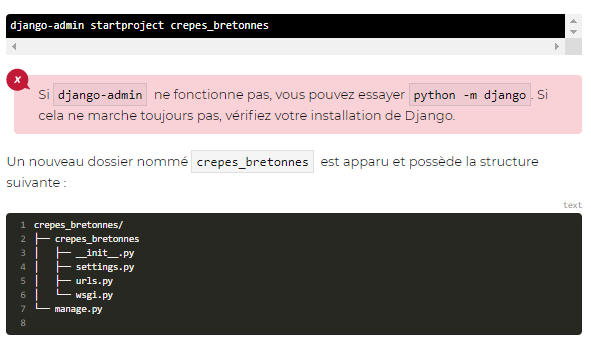 django-admin startproject crepes_bretonnes
x
Si django-admin ne fonctionne pas, vous pouvez essayer python -m django. Si
cela ne marche toujours pas, vérifiez votre installation de Django.
Un nouveau dossier nommé crepes_bretonnes est apparu et possède la structure
suivante :
text
1 crepes_bretonnes/
2 ├── crepes_bretonnes
3 │   ├── __init__.py
4 │   ├── settings.py
5 │   ├── urls.py
6 │   └── wsgi.py
7 └── manage.py
8